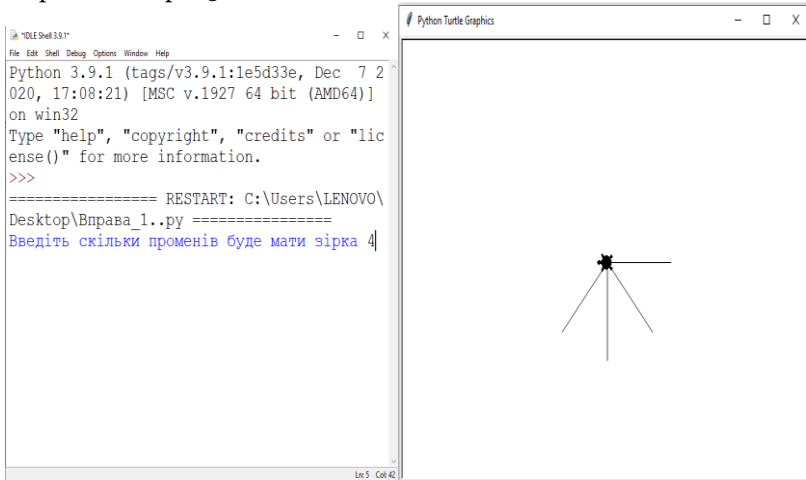 *IDLE Shell 3.9.1*
File Edit Shell Debug Options Window Help
Python 3.9.1 (tags/v3.9.1:1e5d33e, Dec 7 2
020, 17:08:21) [MSC v.1927 64 bit (AMD64)]
on win32
Type "help", "copyright", "credits" or "lic
ense()" for more information.
>>>
================= RESTART: C:\Users\LENOVO\
Desktop\Вправа_1..py ================
Введіть скільки променів буде мати зірка 4
Ln: 5 Col: 42
Python Turtle Graphics